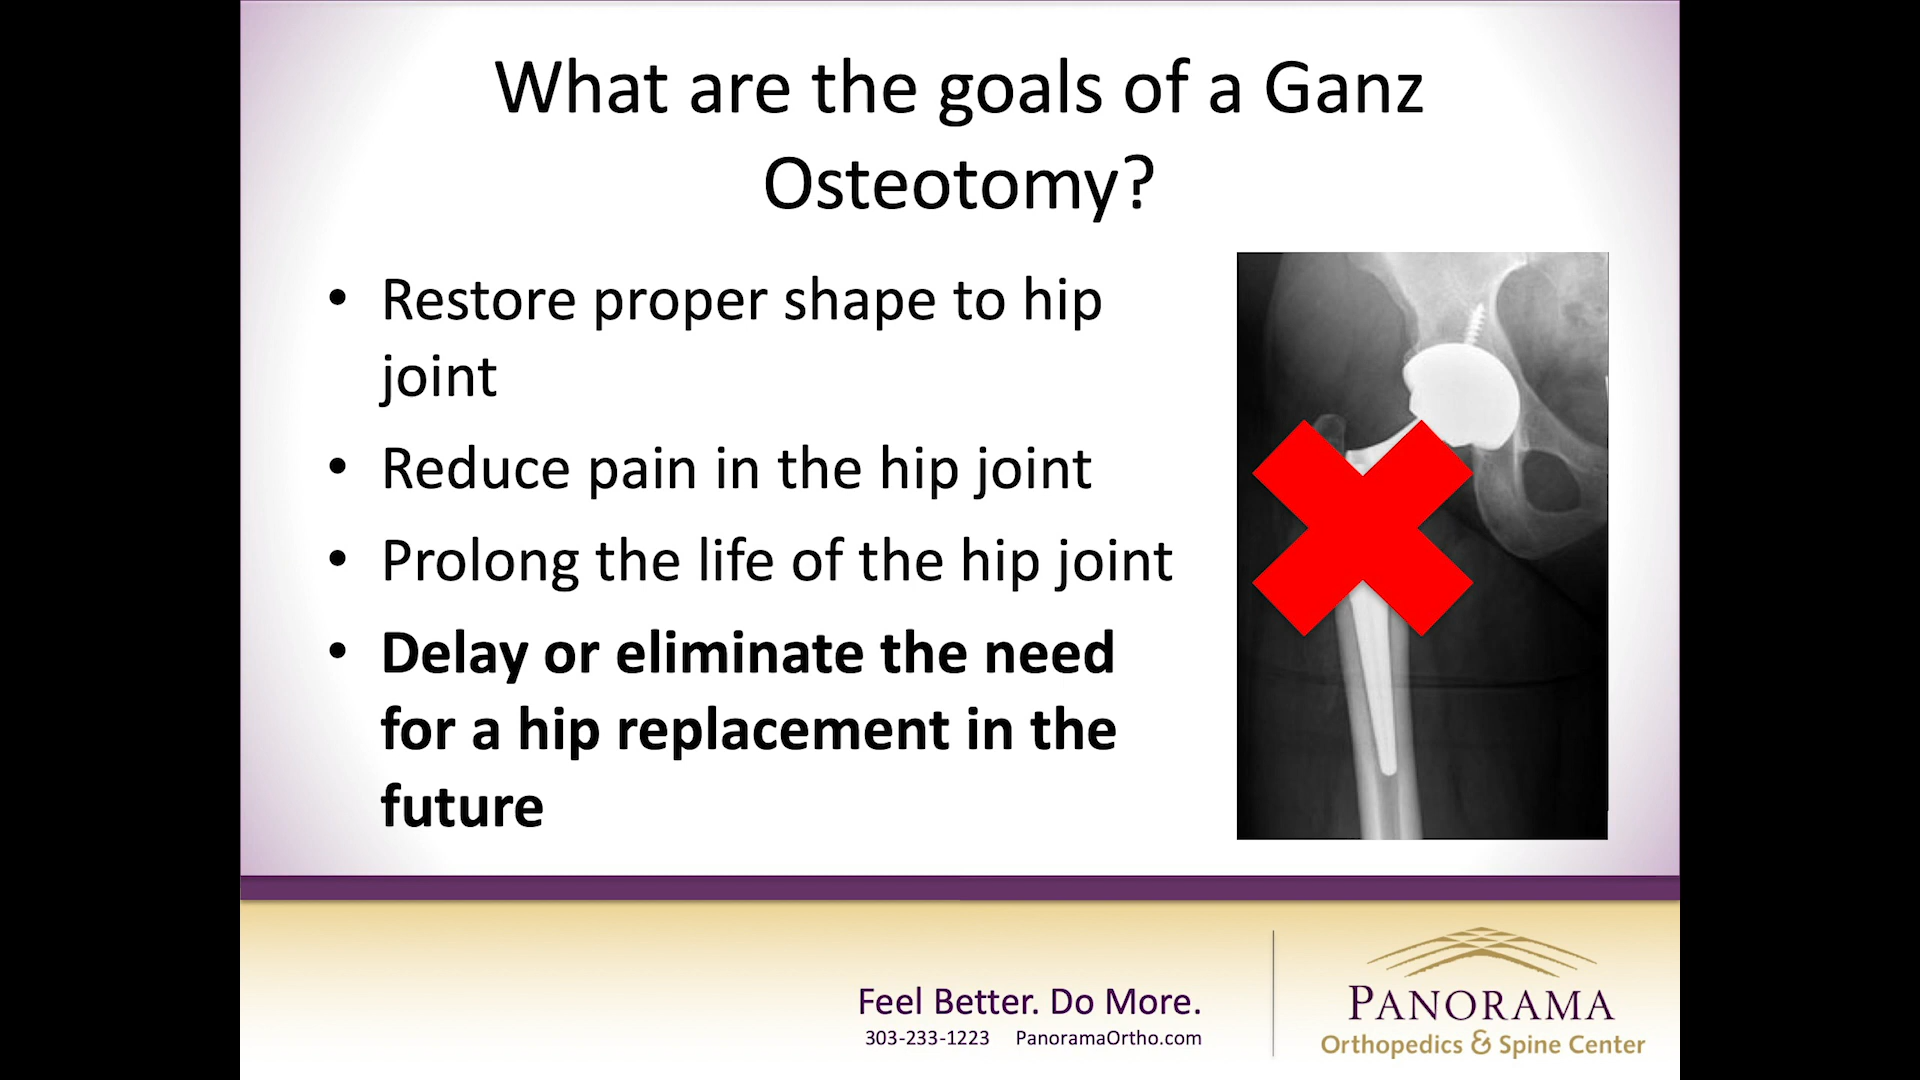 What are the goals of a Ganz
Osteotomy?
• Restore proper shape to hip
joint
• Reduce pain in the hip joint
• Prolong the life of the hip joint
• Delay or eliminate the need
for a hip replacement in the
future
Feel Better. Do More.
303-233-1223 PanoramaOrtho.com
PANORAMA
Orthopedics & Spine Center